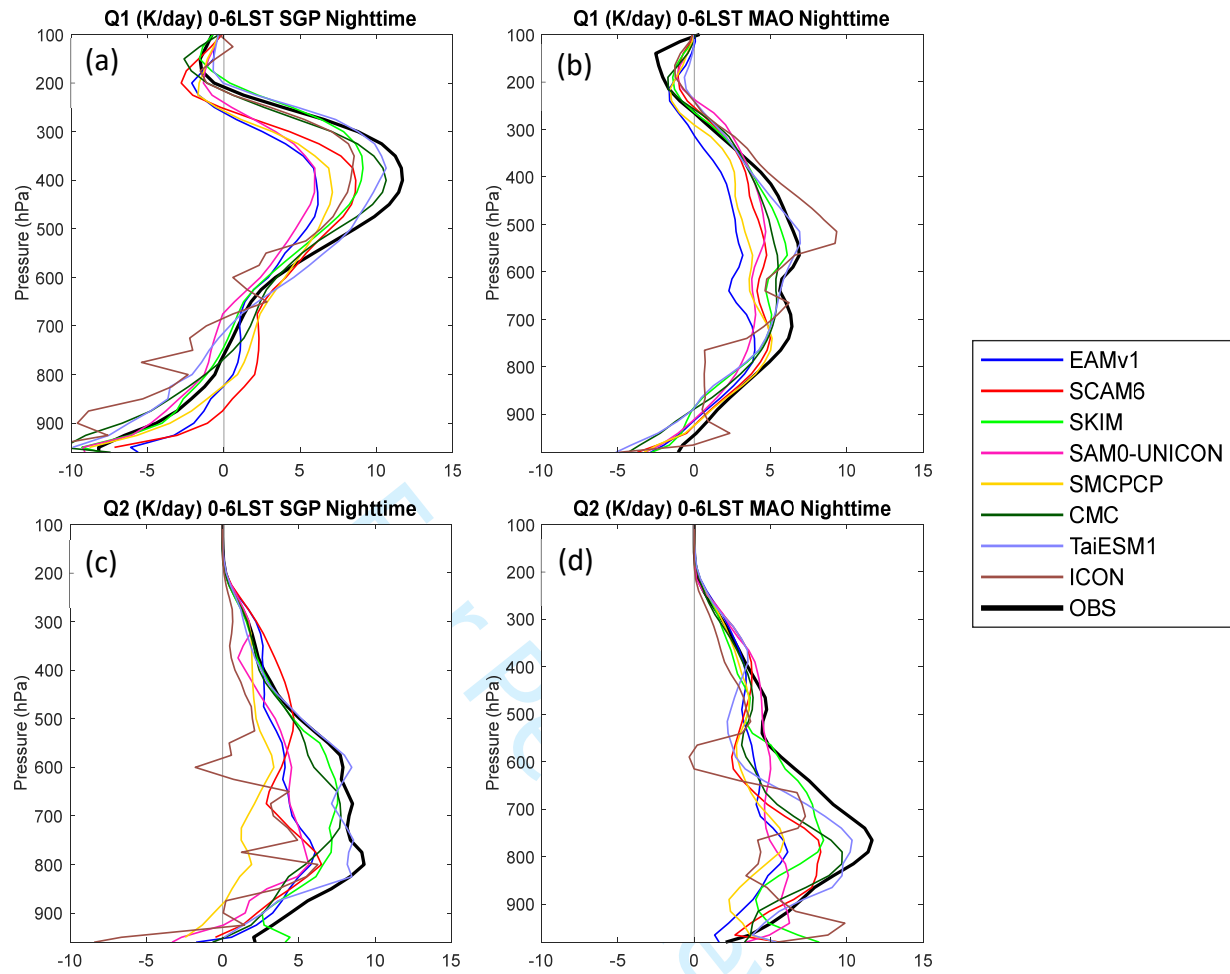 Q1 (K/day) 0-6LST SGP Nighttime
(a)
Pressure (hPa)
100
200
300
400
500
600
700
800
900
-10 -5 0 5 10 15
Q1 (K/day) 0-6LST MAO Nighttime
(b)
Pressure (hPa)
100
200
300
400
500
600
700
800
900
-10 -5 0 5 10 15
Q2 (K/day) 0-6LST SGP Nighttime
(c)
Pressure (hPa)
100
200
300
400
500
600
700
800
900
-10 -5 0 5 10 15
Q2 (K/day) 0-6LST MAO Nighttime
(d)
Pressure (hPa)
100
200
300
400
500
600
700
800
900
-10 -5 0 5 10 15
EAMv1
SCAM6
SKIM
SAM0-UNICON
SMCPCP
CMC
TaiESM1
ICON
OBS